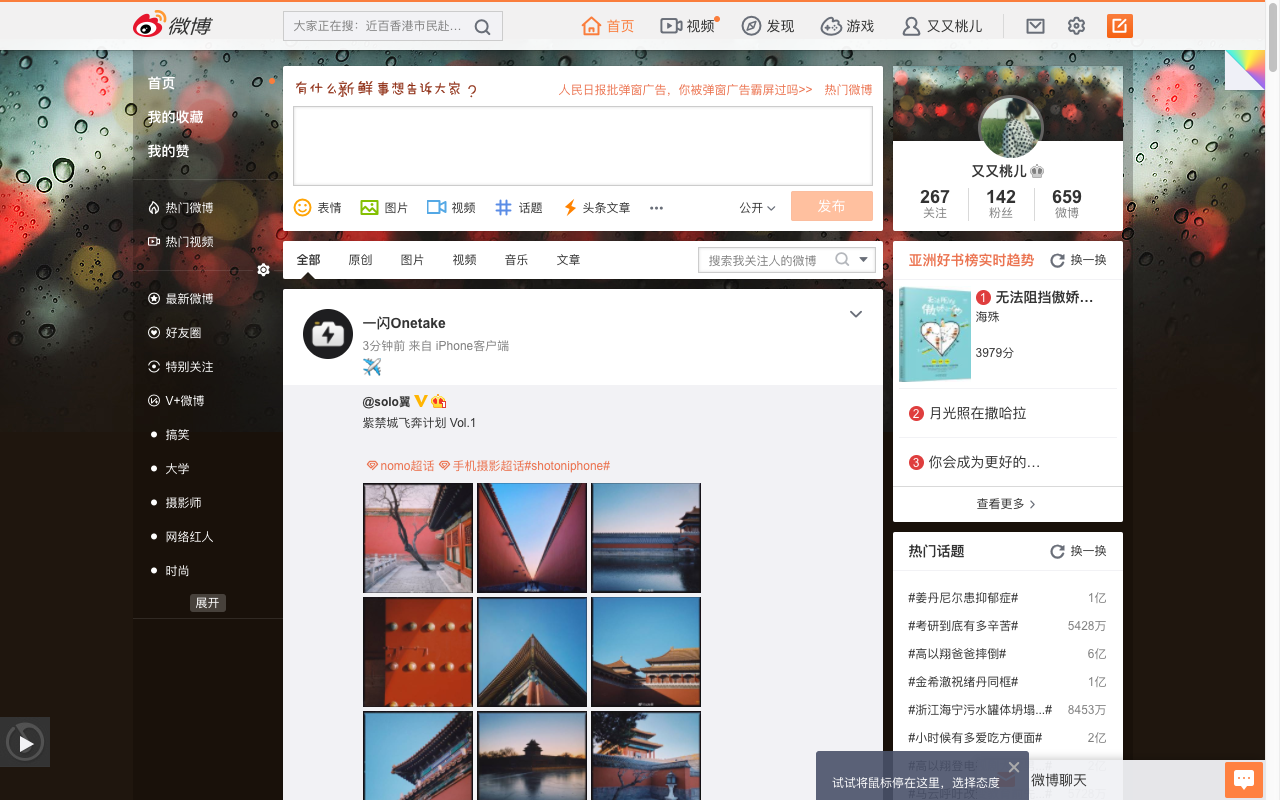 微博
大家正在搜：近百香港市民赴...
首页
视频
发现
游戏
又又桃儿
首页
我的收藏
我的赞
热门微博
热门视频
最新微博
好友圈
特别关注
V+微博
搞笑
大学
摄影师
网络红人
时尚
展开
有什么新鲜事想告诉大家？
人民日报批弹窗广告，你被弹窗广告霸屏过吗>>
热门微博
表情
图片
视频
话题
头条文章
公开
发布
全部
原创
图片
视频
音乐
文章
搜索我关注人的微博
一闪Onetake
3分钟前 来自 iPhone客户端
@solo翼
紫禁城飞奔计划 Vol.1
nomo超话 手机摄影超话#shotoniphone#
又又桃儿
267 142 659
关注 粉丝 微博
亚洲好书榜实时趋势
换一换
1 无法阻挡傲娇...
海殊
3979分
2 月光照在撒哈拉
3 你会成为更好的...
查看更多
热门话题
换一换
#姜丹尼尔患抑郁症# 1亿
#考研到底有多辛苦# 5428万
#高以翔爸爸摔倒# 6亿
#金希澈祝绪丹同框# 1亿
#浙江海宁污水罐体坍塌...# 8453万
#小时候有多爱吃方便面# 2亿
试试将鼠标停在这里，选择态度
微博聊天